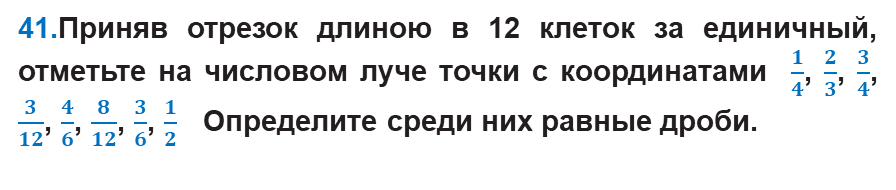 41.Приняв отрезок длиною в 12 клеток за единичный,
отметьте на числовом луче точки с координатами 1/4, 2/3, 3/4,
3/12, 4/6, 8/12, 3/6, 1/2 Определите среди них равные дроби.